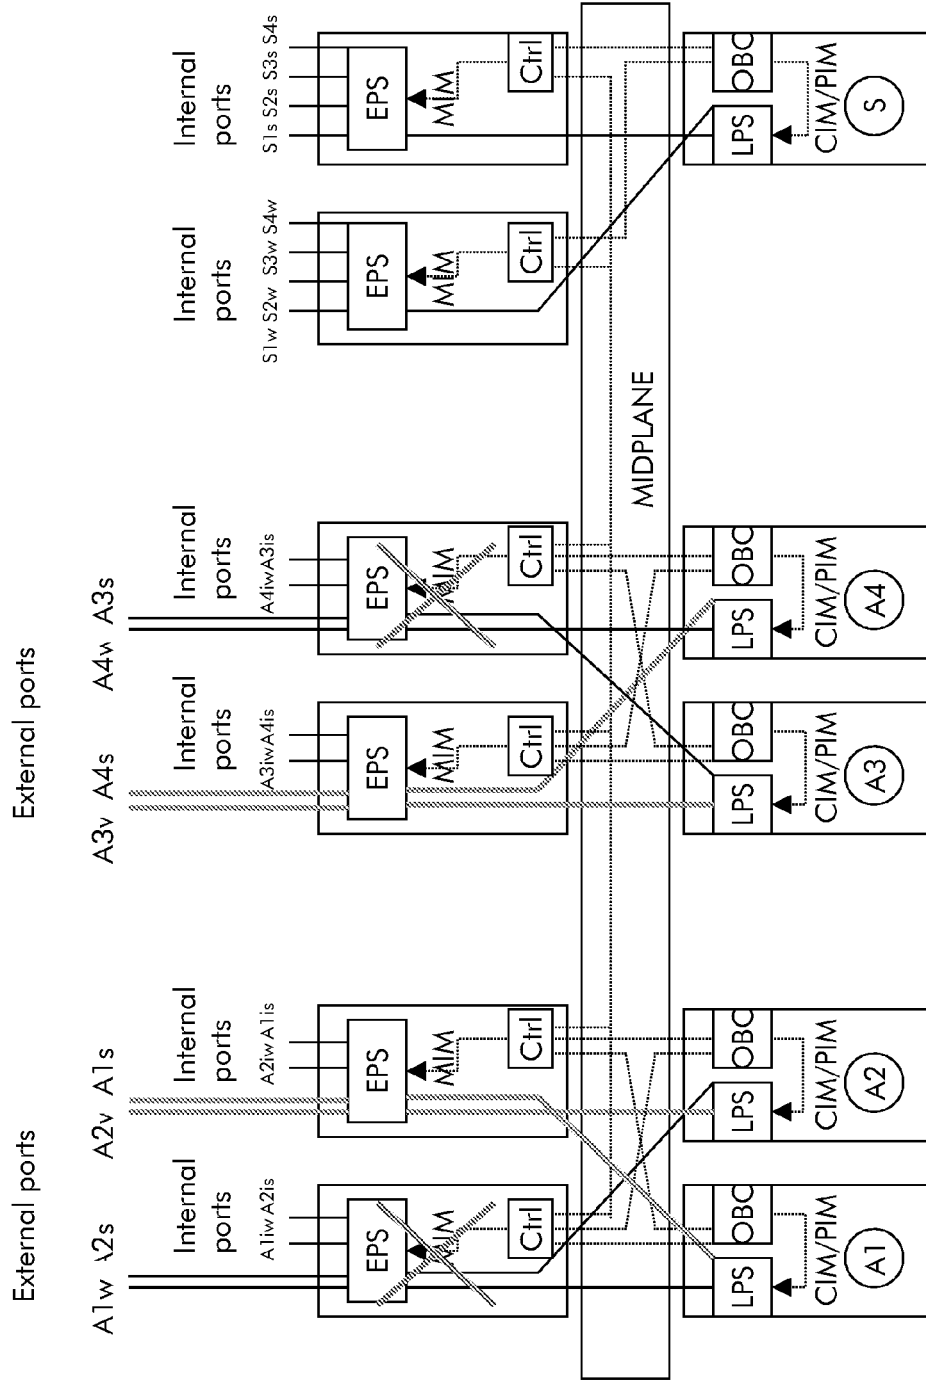 External ports
External ports
A1w A2s
A2v A1s
A3v A4s
A4w A3s
Internal ports
Internal ports
Internal ports
Internal ports
Internal ports
Internal ports
A1iw A2is
A2iw A1is
A3iw A4is
A4iw A3is
S1w S2w S3w S4w
S1s S2s S3s S4s
EPS
EPS
EPS
EPS
EPS
EPS
MIM
MIM
MIM
MIM
MIM
MIM
Ctrl
Ctrl
Ctrl
Ctrl
Ctrl
Ctrl
MIDPLANE
LPS OBC
LPS OBC
LPS OBC
LPS OBC
LPS OBC
CIM/PIM
CIM/PIM
CIM/PIM
CIM/PIM
CIM/PIM
A1
A2
A3
A4
S